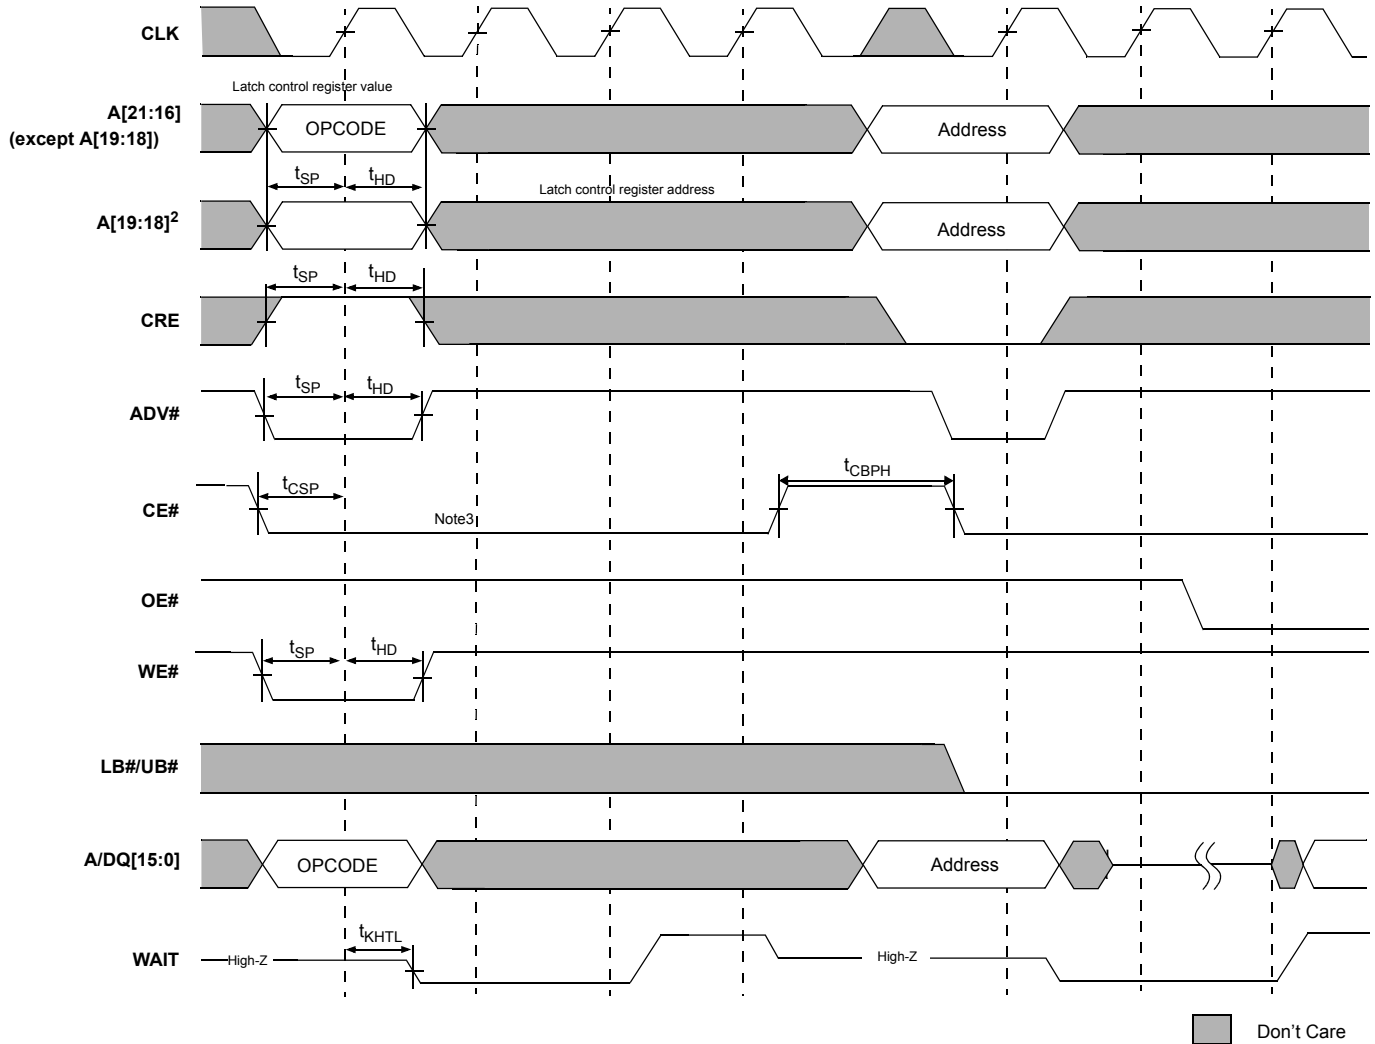 CLK
Latch control register value
A[21:16]
(except A[19:18])
OPCODE
Address
tSP
tHD
Latch control register address
A[19:18]2
Address
tSP
tHD
CRE
tSP
tHD
ADV#
tCSP
tCBPH
CE#
Note3
OE#
tSP
tHD
WE#
LB#/UB#
A/DQ[15:0]
OPCODE
Address
tKHTL
WAIT
High-Z
High-Z
Don't Care